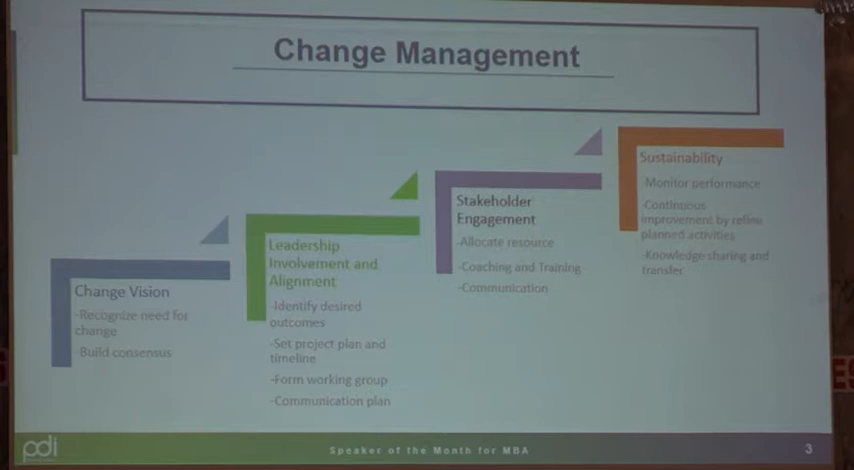 Change Management
Change Vision
-Recognize need for
change
-Build consensus
Leadership
Involvement and
Alignment
-Identify desired
outcomes
-Set project plan and
timeline
-Form working group
-Communication plan
Stakeholder
Engagement
-Allocate resource
-Coaching and Training
-Communication
Sustainability
-Monitor performance
-Continuous
improvement by refine
planned activities
-Knowledge sharing and
transfer
pdi
Speaker of the Month for MBA
3